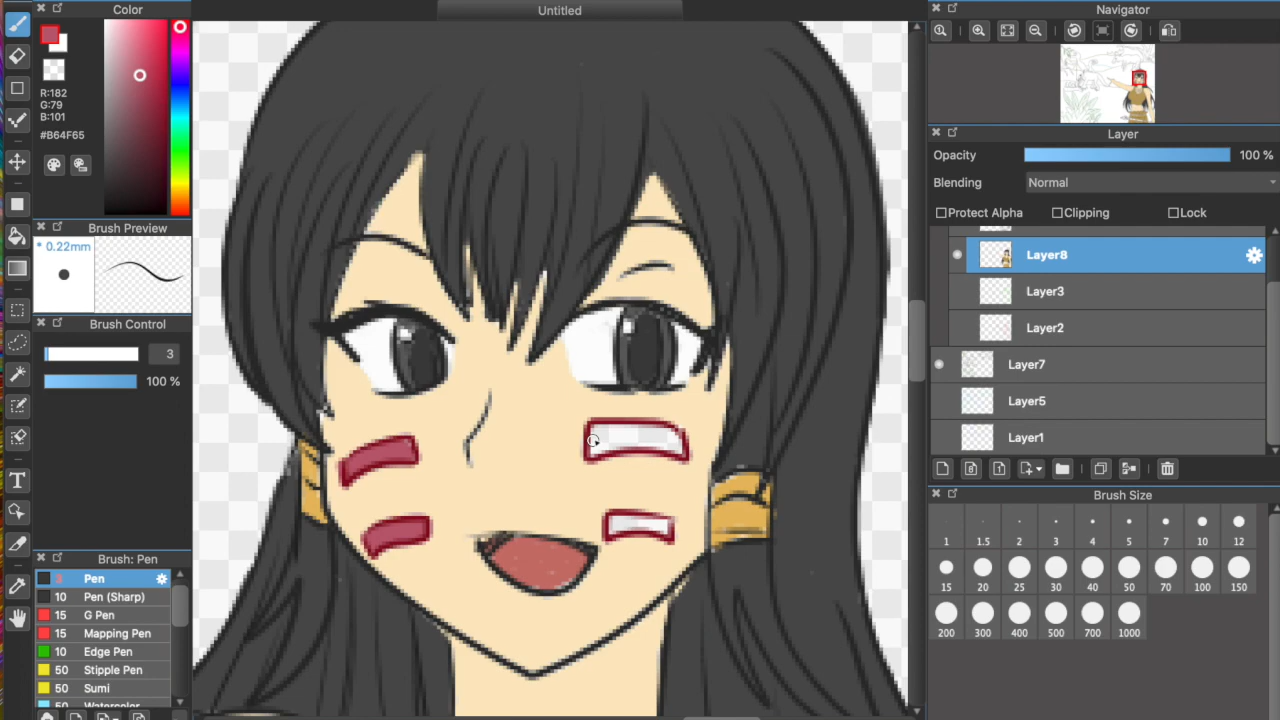 Color
Untitled
Navigator
R:182
G:79
B:101
#B64F65
Layer
Opacity 100 %
Blending Normal
Protect Alpha Clipping Lock
Brush Preview
* 0.22mm
Layer8
Layer3
Layer2
Brush Control
3
100 %
Layer7
Layer5
Layer1
T
Brush Size
1 1.5 2 3 4 5 7 10 12
15 20 25 30 40 50 70 100 150
200 300 400 500 700 1000
Brush: Pen
3 Pen
10 Pen (Sharp)
15 G Pen
15 Mapping Pen
10 Edge Pen
50 Stipple Pen
50 Sumi
50 Watercolor